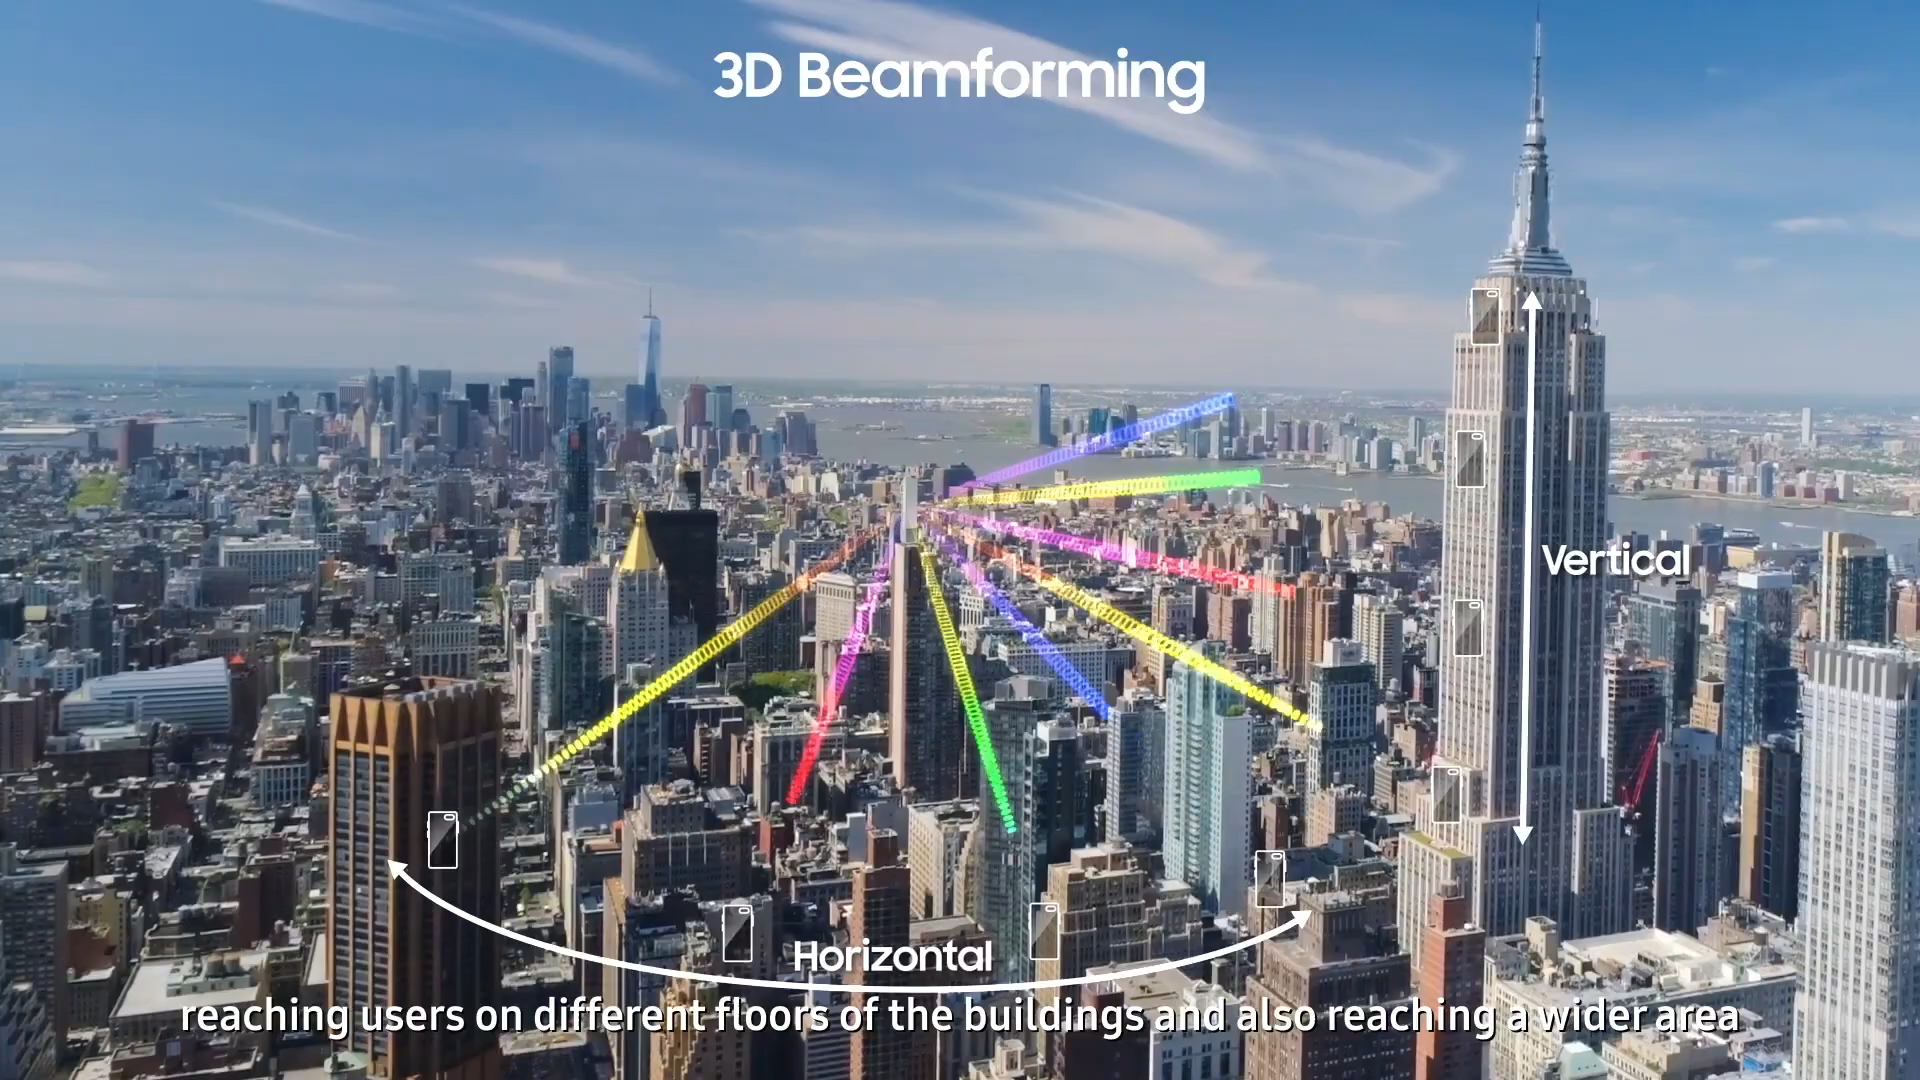 3D Beamforming
Vertical
Horizontal
reaching users on different floors of the buildings and also reaching a wider area